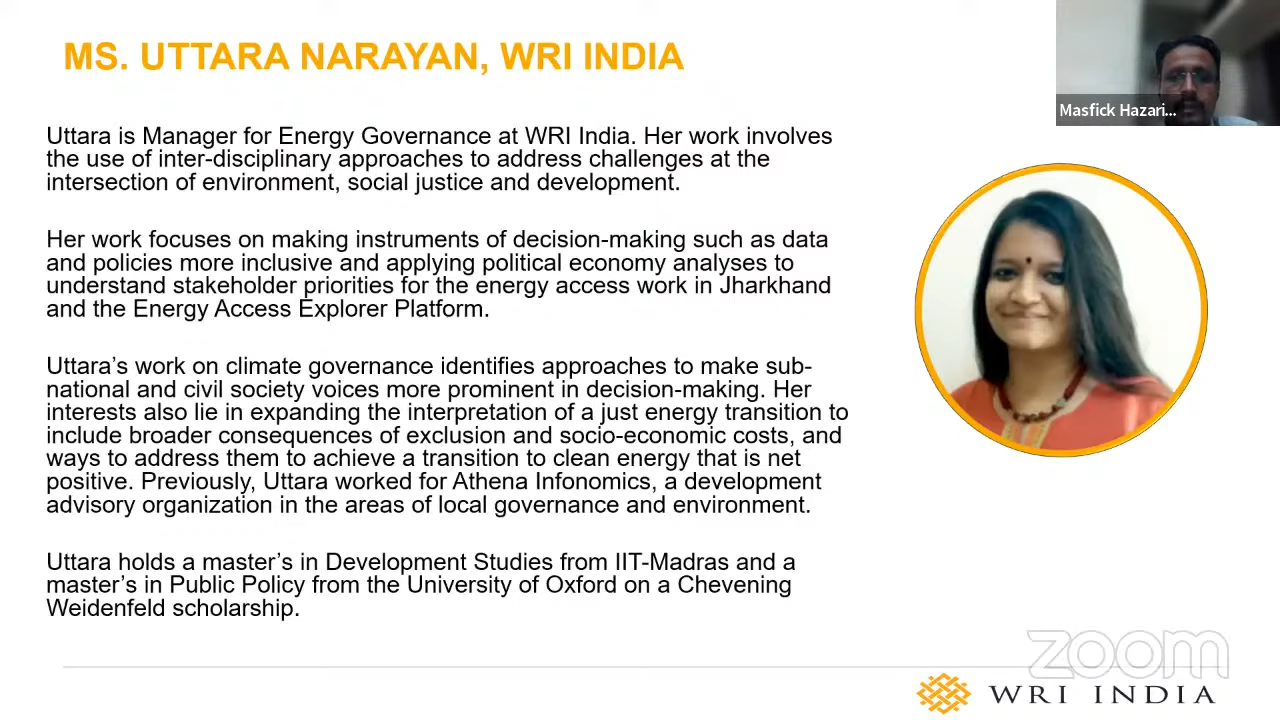 MS. UTTARA NARAYAN, WRI INDIA
Masfick Hazari...
Uttara is Manager for Energy Governance at WRI India. Her work involves
the use of inter-disciplinary approaches to address challenges at the
intersection of environment, social justice and development.
Her work focuses on making instruments of decision-making such as data
and policies more inclusive and applying political economy analyses to
understand stakeholder priorities for the energy access work in Jharkhand
and the Energy Access Explorer Platform.
Uttara’s work on climate governance identifies approaches to make sub-
national and civil society voices more prominent in decision-making. Her
interests also lie in expanding the interpretation of a just energy transition to
include broader consequences of exclusion and socio-economic costs, and
ways to address them to achieve a transition to clean energy that is net
positive. Previously, Uttara worked for Athena Infonomics, a development
advisory organization in the areas of local governance and environment.
Uttara holds a master’s in Development Studies from IIT-Madras and a
master’s in Public Policy from the University of Oxford on a Chevening
Weidenfeld scholarship.
zoom
WRI INDIA